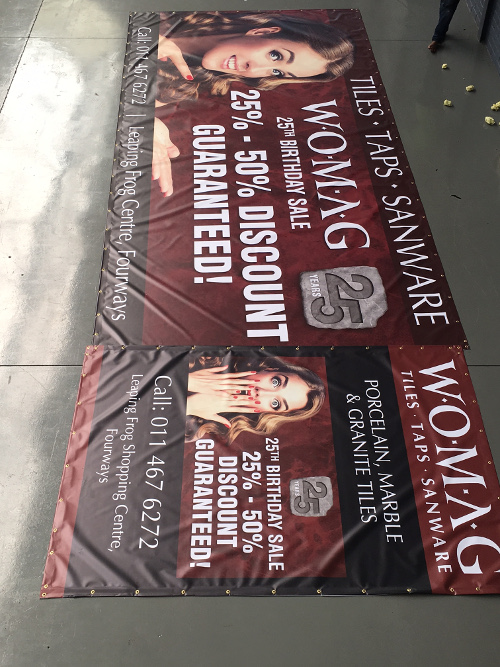 TILES · TAPS · SANWARE
W·O·M·A·G
25TH BIRTHDAY SALE
25% - 50% DISCOUNT
GUARANTEED!
25
YEARS
Call: 011 467 6272 | Leaping Frog Centre, Fourways
W·O·M·A·G
TILES · TAPS · SANWARE
PORCELAIN, MARBLE
& GRANITE TILES
25
YEARS
25TH BIRTHDAY SALE
25% - 50%
DISCOUNT
GUARANTEED!
Call: 011 467 6272
Leaping Frog Shopping Centre,
Fourways